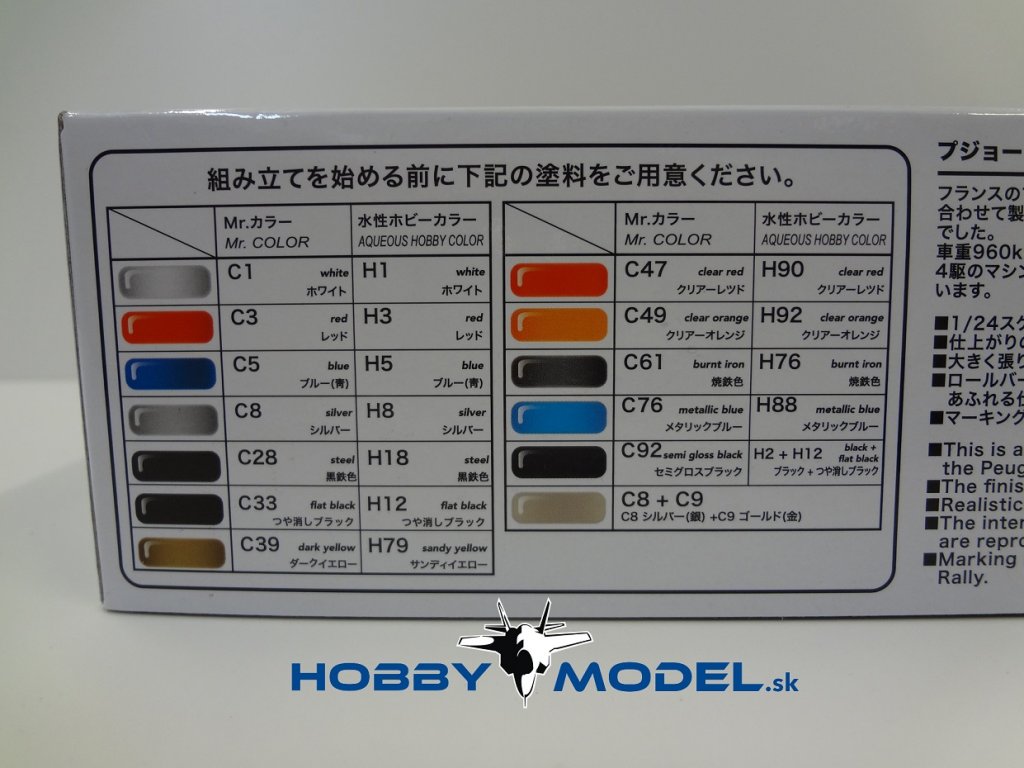 組み立てを始める前に下記の塗料をご用意ください。
Mr.カラー 水性ホビーカラー
Mr. COLOR AQUEOUS HOBBY COLOR
C1 white H1 white
ホワイト ホワイト
C3 red H3 red
レッド レッド
C5 blue H5 blue
ブルー(青) ブルー(青)
C8 silver H8 silver
シルバー シルバー
C28 steel H18 steel
黒鉄色 黒鉄色
C33 flat black H12 flat black
つや消しブラック つや消しブラック
C39 dark yellow H79 sandy yellow
ダークイエロー サンディイエロー
Mr.カラー 水性ホビーカラー
Mr. COLOR AQUEOUS HOBBY COLOR
C47 clear red H90 clear red
クリアーレツド クリアーレツド
C49 clear orange H92 clear orange
クリアーオレンジ クリアーオレンジ
C61 burnt iron H76 burnt iron
焼鉄色 焼鉄色
C76 metallic blue H88 metallic blue
メタリックブルー メタリックブルー
C92 semi gloss black H2 + H12 black + flat black
セミグロスブラック ブラック + つや消しブラック
C8 + C9
C8 シルバー(銀) +C9 ゴールド(金)
プジョー
フランスの
合わせて製
でした。
車重960k
4駆のマシン
います。
■1/24スケ
■仕上がりの
■大きく張り
■ロールバー
あふれる仕
■マーキング
■This is a
the Peug
■The finis
■Realistic
■The inter
are repro
■Marking
Rally.
HOBBY MODEL.sk